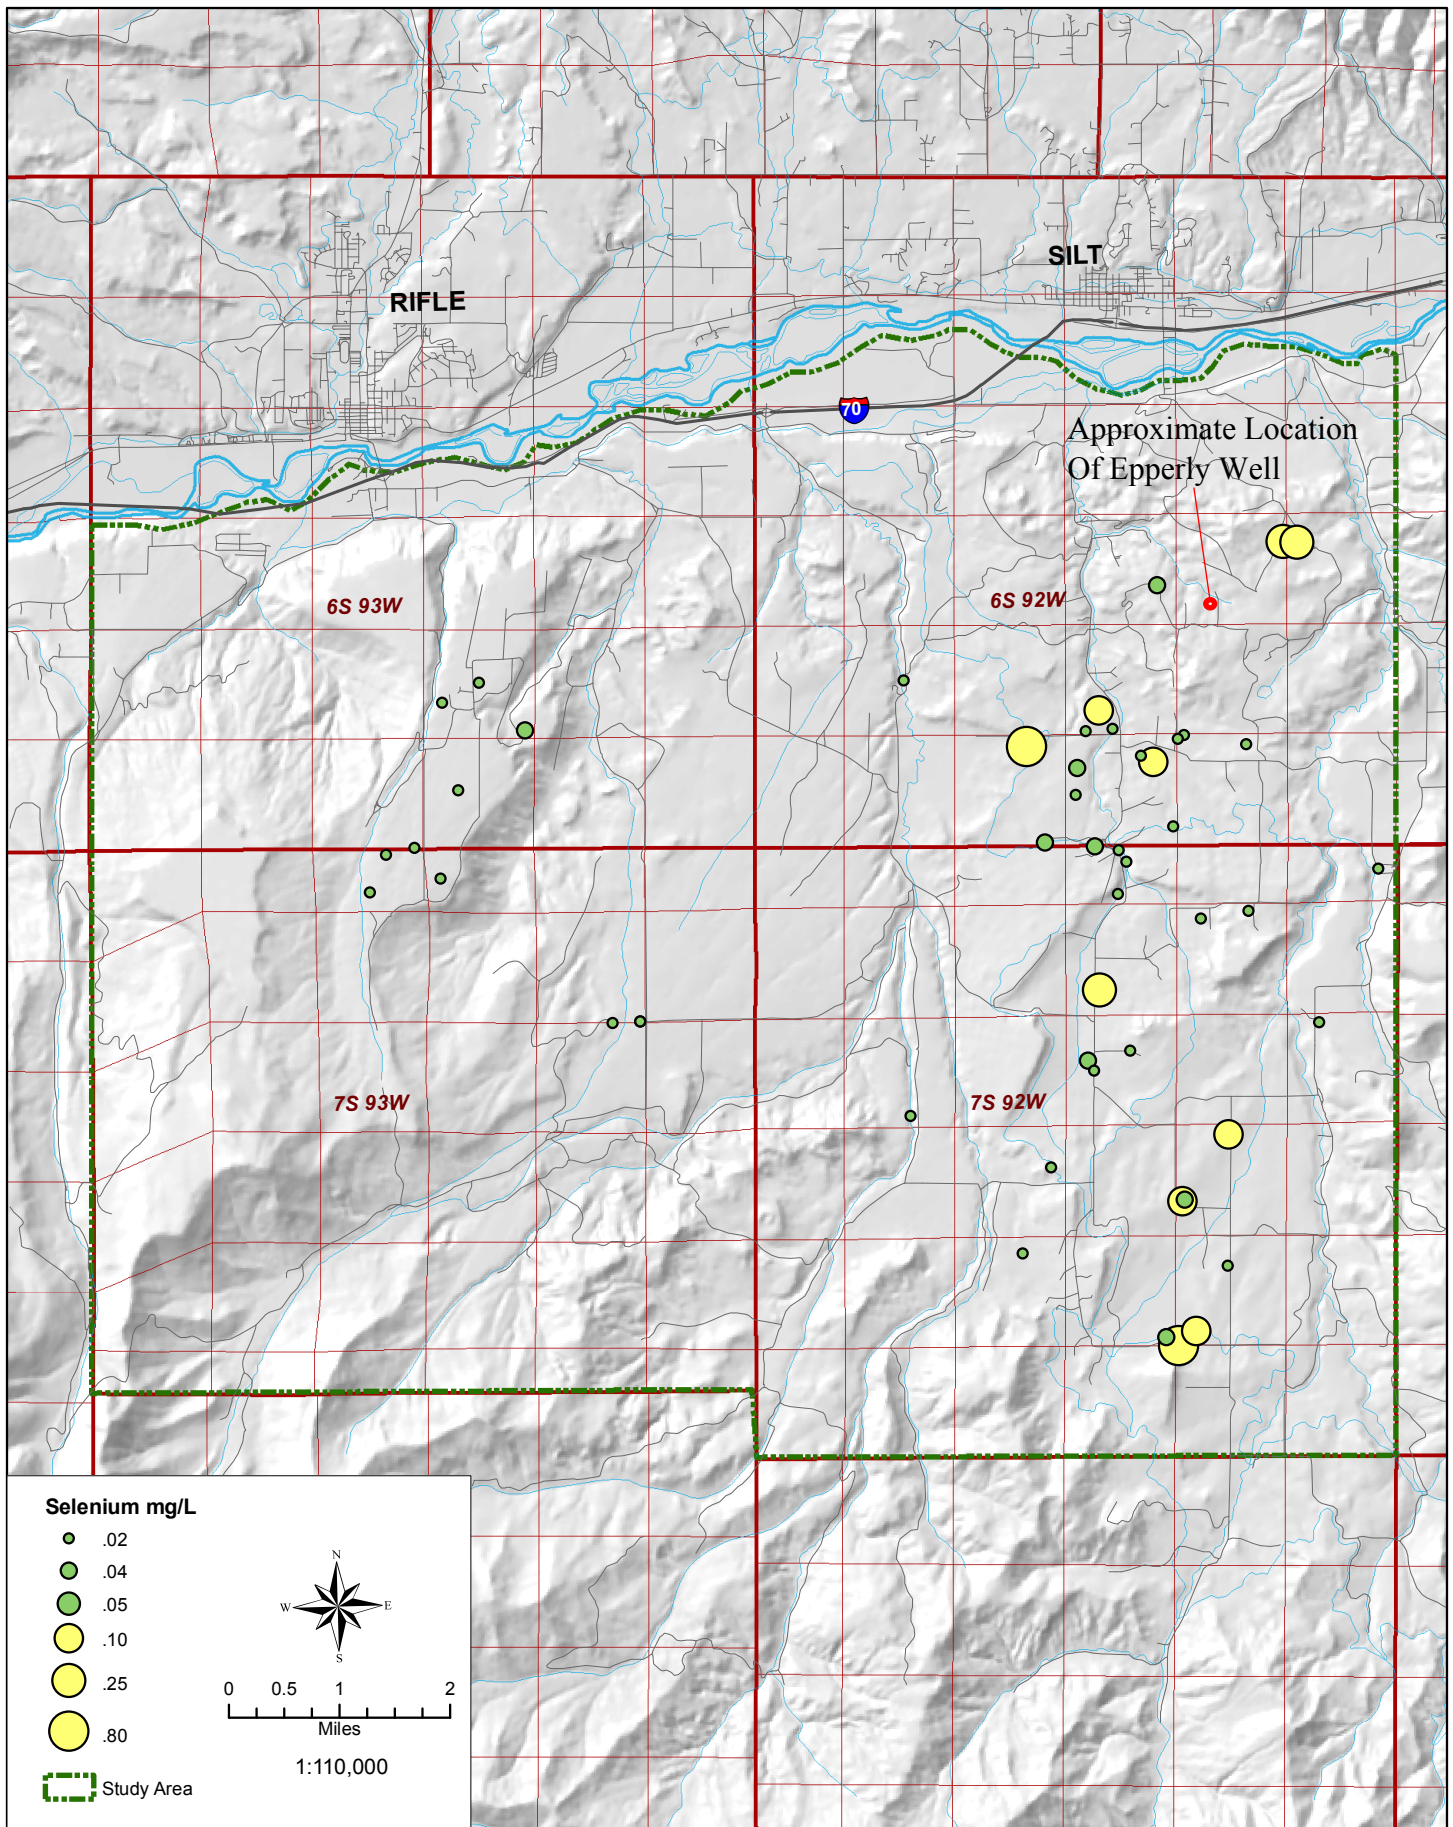 SILT
RIFLE
70
Approximate Location
Of Epperly Well
6S 93W
6S 92W
7S 93W
7S 92W
Selenium mg/L
.02
.04
.05
.10
.25
.80
Study Area
N
W
E
S
0 0.5 1 2
Miles
1:110,000